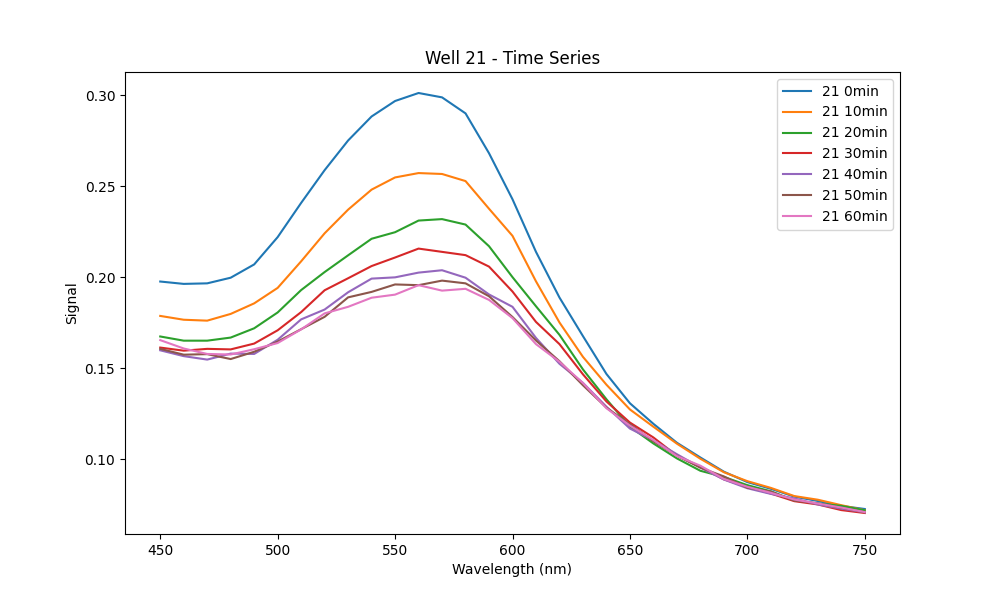 Well 21 - Time Series
21 0min
21 10min
21 20min
21 30min
21 40min
21 50min
21 60min
Signal
0.30
0.25
0.20
0.15
0.10
450
500
550
600
650
700
750
Wavelength (nm)